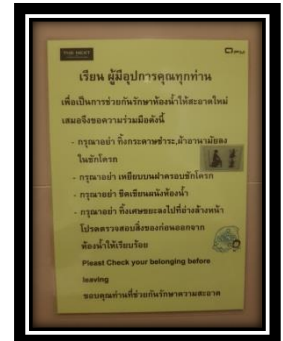 THE NEXT
เรียน ผู้มีอุปการคุณทุกท่าน
เพื่อเป็นการช่วยกันรักษาห้องน้ำให้สะอาดใหม่
เสมอจึงขอความร่วมมือดังนี้
- กรุณาอย่า ทิ้งกระดาษชำระ,ผ้าอนามัยลง
ในชักโครก
- กรุณาอย่า เหยียบบนฝาครอบชักโครก
- กรุณาอย่า ขีดเขียนผนังห้องน้ำ
- กรุณาอย่า ทิ้งเศษขยะลงไปที่อ่างล้างหน้า
โปรดตรวจสอบสิ่งของก่อนออกจาก
ห้องน้ำให้เรียบร้อย
Pleast Check your belonging before
leaving
ขอบคุณท่านที่ช่วยกันรักษาความสะอาด